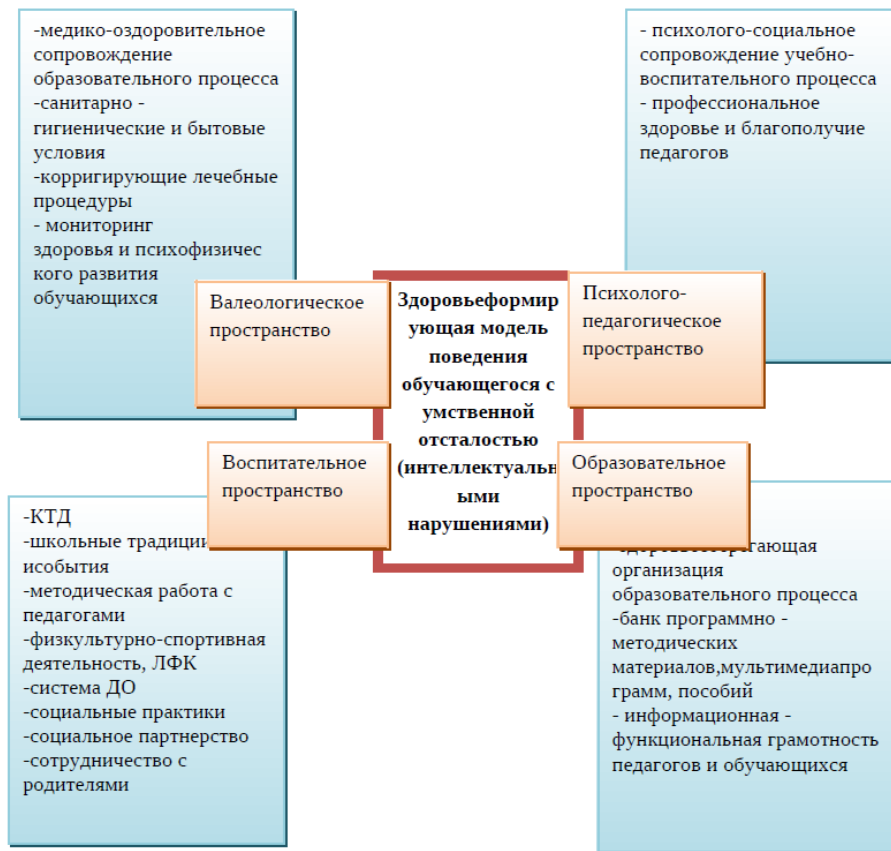 -медико-оздоровительное
сопровождение
образовательного процесса
-санитарно -
гигиенические и бытовые
условия
-корригирующие лечебные
процедуры
- мониторинг
здоровья и психофизичес
кого развития
обучающихся
- психолого-социальное
сопровождение учебно-
воспитательного процесса
- профессиональное
здоровье и благополучие
педагогов
Валеологическое
пространство
Здоровьеформир
ующая модель
поведения
обучающегося с
умственной
отсталостью
(интеллектуальн
ыми
нарушениями)
Психолого-
педагогическое
пространство
Воспитательное
пространство
Образовательное
пространство
-КТД
-школьные традиции
исобытия
-методическая работа с
педагогами
-физкультурно-спортивная
деятельность, ЛФК
-система ДО
-социальные практики
-социальное партнерство
-сотрудничество с
родителями
организация
образовательного процесса
-банк программно -
методических
материалов,мультимедиапро
грамм, пособий
- информационная -
функциональная грамотность
педагогов и обучающихся